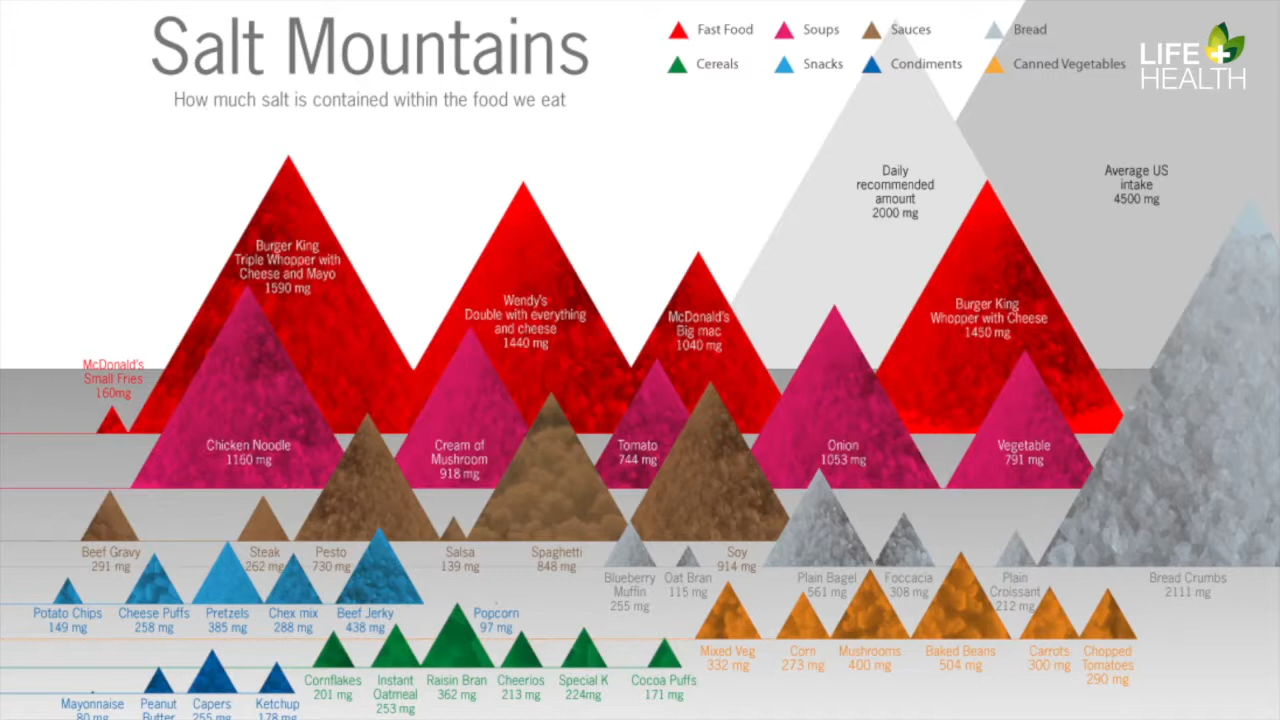 Salt Mountains
How much salt is contained within the food we eat
Fast Food
Soups
Sauces
Bread
Cereals
Snacks
Condiments
Canned Vegetables
LIFE +
HEALTH
Daily
recommended
amount
2000 mg
Average US
intake
4500 mg
Burger King
Triple Whopper with
Cheese and Mayo
1590 mg
Wendy's
Double with everything
and cheese
1440 mg
McDonald's
Big mac
1040 mg
Burger King
Whopper with Cheese
1450 mg
McDonald's
Small Fries
160mg
Chicken Noodle
1160 mg
Cream of
Mushroom
918 mg
Tomato
744 mg
Onion
1053 mg
Vegetable
791 mg
Beef Gravy
291 mg
Steak
262 mg
Pesto
730 mg
Salsa
139 mg
Spaghetti
848 mg
Soy
914 mg
Blueberry
Muffin
255 mg
Oat Bran
115 mg
Plain Bagel
561 mg
Foccacia
308 mg
Plain
Croissant
212 mg
Bread Crumbs
2111 mg
Potato Chips
149 mg
Cheese Puffs
258 mg
Pretzels
385 mg
Chex mix
288 mg
Beef Jerky
438 mg
Popcorn
97 mg
Mixed Veg
332 mg
Corn
273 mg
Mushrooms
400 mg
Baked Beans
504 mg
Carrots
300 mg
Chopped
Tomatoes
290 mg
Cornflakes
201 mg
Instant
Oatmeal
253 mg
Raisin Bran
362 mg
Cheerios
213 mg
Special K
224mg
Cocoa Puffs
171 mg
Mayonnaise
80 mg
Peanut
Butter
Capers
255 mg
Ketchup
178 mg